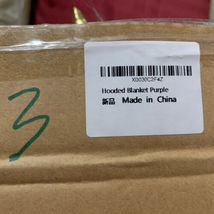 X0030C2F4Z
Hooded Blanket Purple
新品 Made in China
3